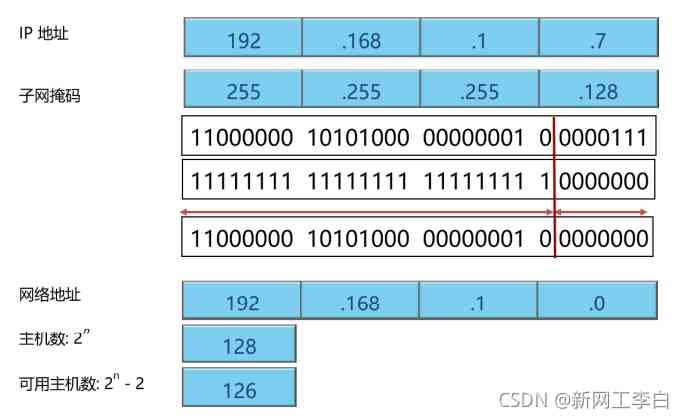 IP 地址 192 .168 .1 .7
子网掩码 255 .255 .255 .128
11000000 10101000 00000001 0 0000111
11111111 11111111 11111111 1 0000000
11000000 10101000 00000001 0 0000000
网络地址 192 .168 .1 .0
主机数: 2ⁿ 128
可用主机数: 2ⁿ - 2 126
CSDN @新网工李白